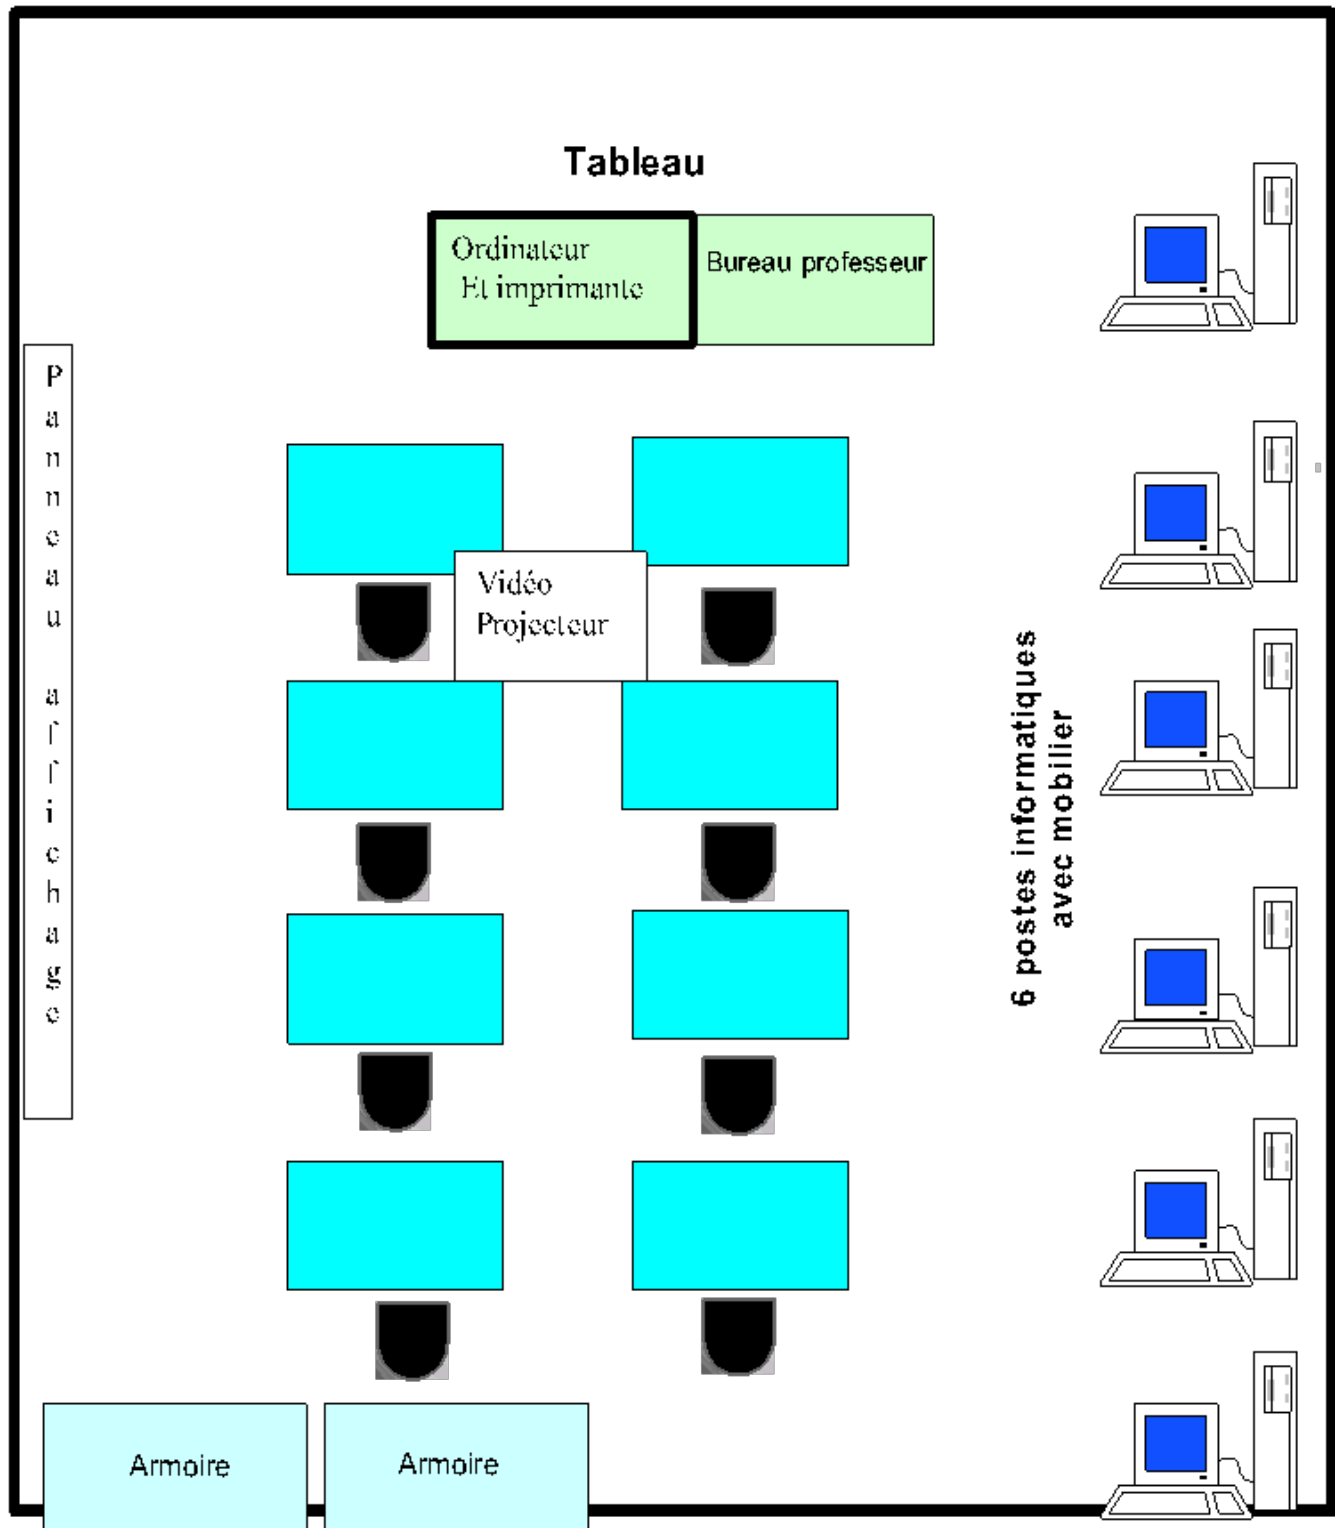 Tableau
Ordinateur
Et imprimante
Bureau professeur
Panneau affichage
Vidéo
Projecteur
6 postes informatiques
avec mobilier
Armoire
Armoire